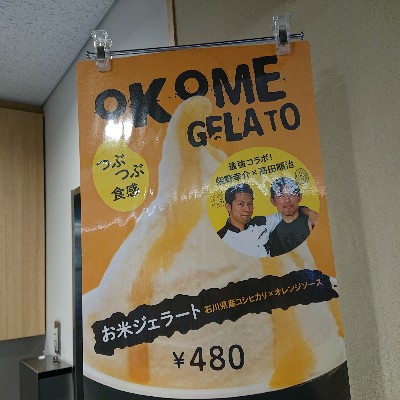 OKOME
GELATO
つぶ
つぶ
食感
最強コラボ!
柴野幸介×高田順治
お米ジェラート 石川県産コシヒカリ×オレンジソース
¥480